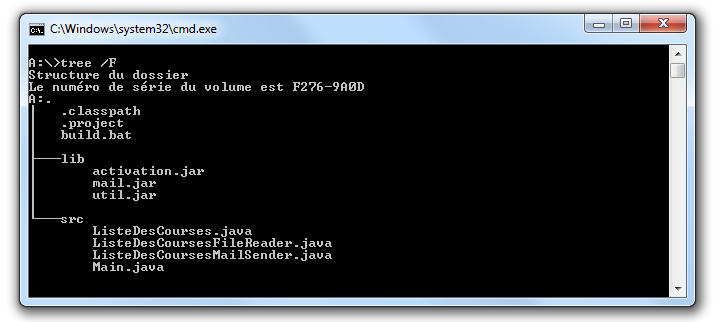 C:\Windows\system32\cmd.exe
A:\>tree /F
Structure du dossier
Le numéro de série du volume est F276-9A0D
A:.
.classpath
.project
build.bat
lib
activation.jar
mail.jar
util.jar
src
ListeDesCourses.java
ListeDesCoursesFileReader.java
ListeDesCoursesMailSender.java
Main.java